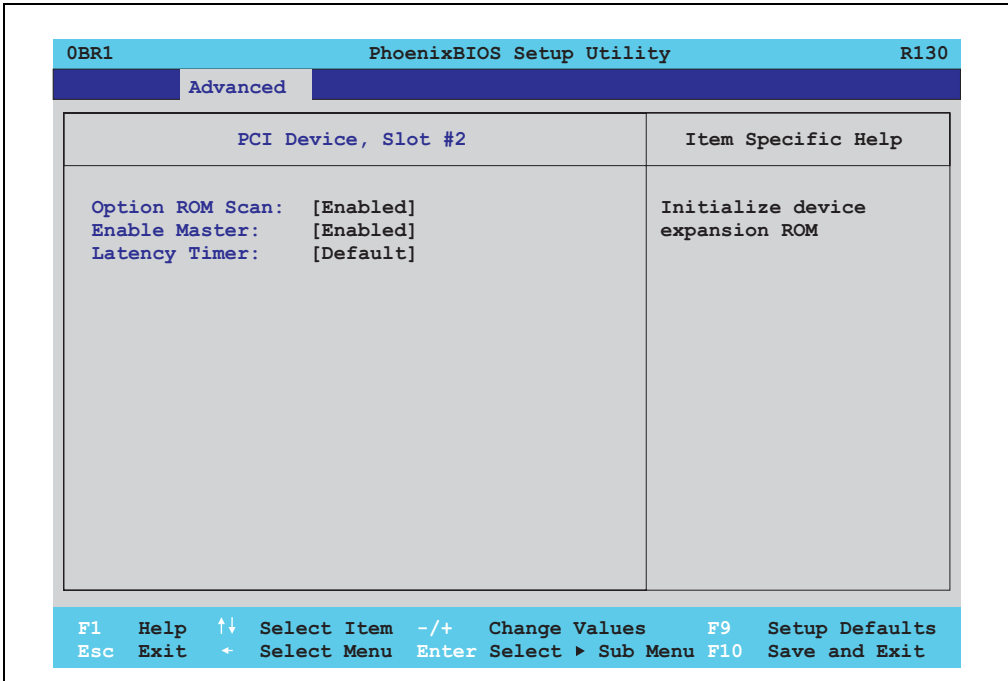 0BR1 PhoenixBIOS Setup Utility R130
Advanced
PCI Device, Slot #2
Item Specific Help
Option ROM Scan: [Enabled]
Enable Master: [Enabled]
Latency Timer: [Default]
Initialize device
expansion ROM
F1 Help ↑↓ Select Item -/+ Change Values F9 Setup Defaults
Esc Exit ← Select Menu Enter Select ▶ Sub Menu F10 Save and Exit